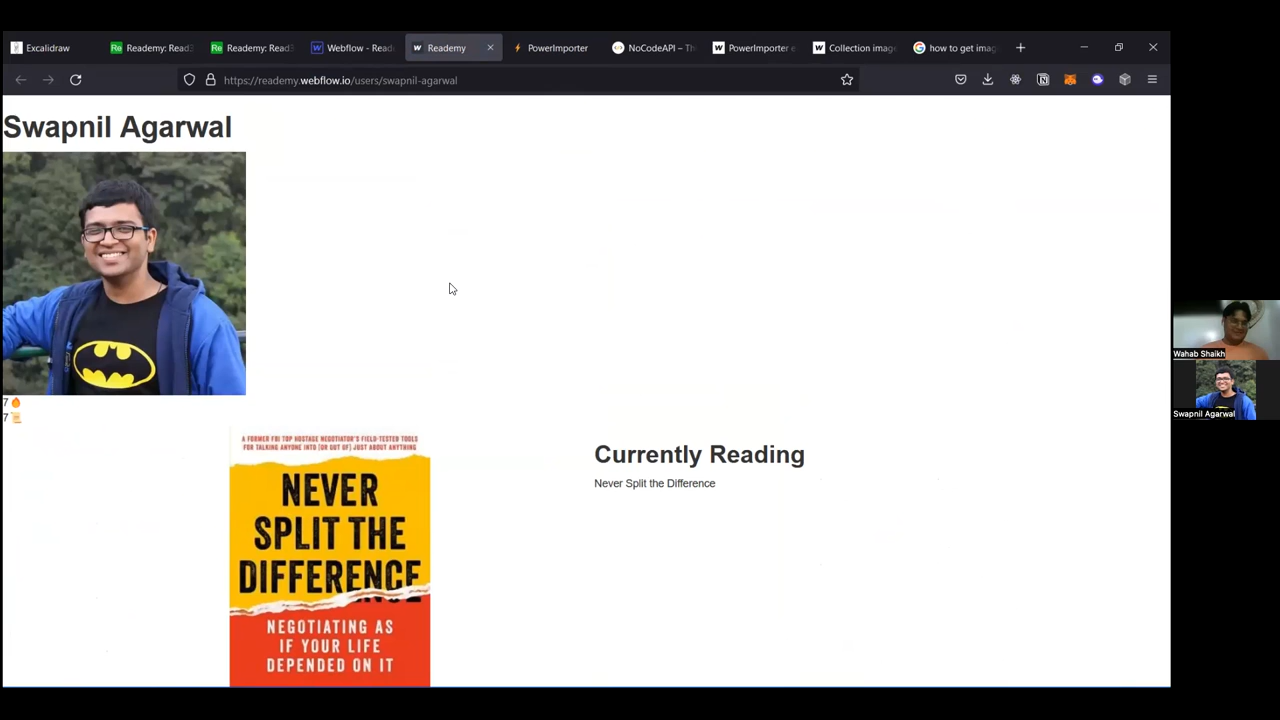 Excalidraw
Readємy: Read
Readємy: Read
Webflow - Read
Reademy
PowerImporter
NoCodeAPI – Th
PowerImporter e
Collection imag
how to get imag
https://reademy.webflow.io/users/swapnil-agarwal
Swapnil Agarwal
7
7
A FORMER FBI TOP HOSTAGE NEGOTIATOR'S FIELD-TESTED TOOLS
FOR TALKING ANYONE INTO (OR OUT OF) JUST ABOUT ANYTHING
NEVER
SPLIT THE
DIFFERENCE
NEGOTIATING AS
IF YOUR LIFE
DEPENDED ON IT
Currently Reading
Never Split the Difference
Wahab Shaikh
Swapnil Agarwal